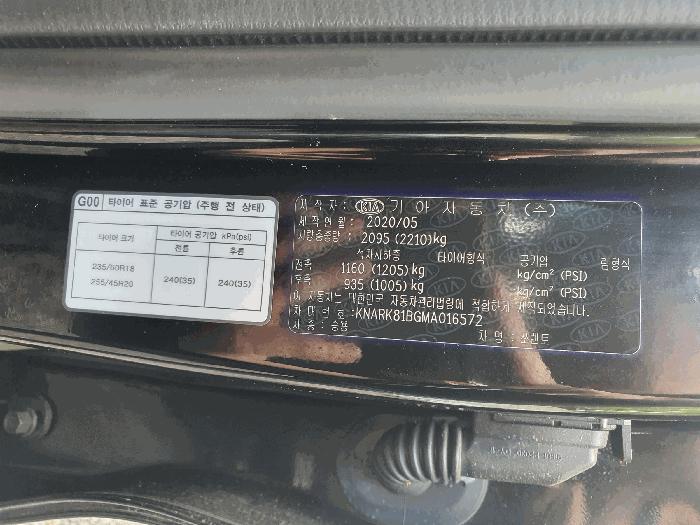 G00 타이어 표준 공기압 (주행 전 상태)
타이어 크기 타이어 공기압 kPa(psi)
전륜 후륜
235/60R18 240(35) 240(35)
255/45R20
제작자 : KIA 기아자동차 (주)
제작연월 : 2020/05
차량총중량 : 2095 (2210)kg
석차시하중 타이어형식 공기압 림형식
전축 1160 (1205)kg kg/cm² (PSI)
후축 935 (1005)kg kg/cm² (PSI)
본 자동차는 대한민국 자동차관리법령에 적합하게 제작되었습니다.
차대번호 : KNARK81BGMA016572
차종 : 승용 차명 : 쏘렌토